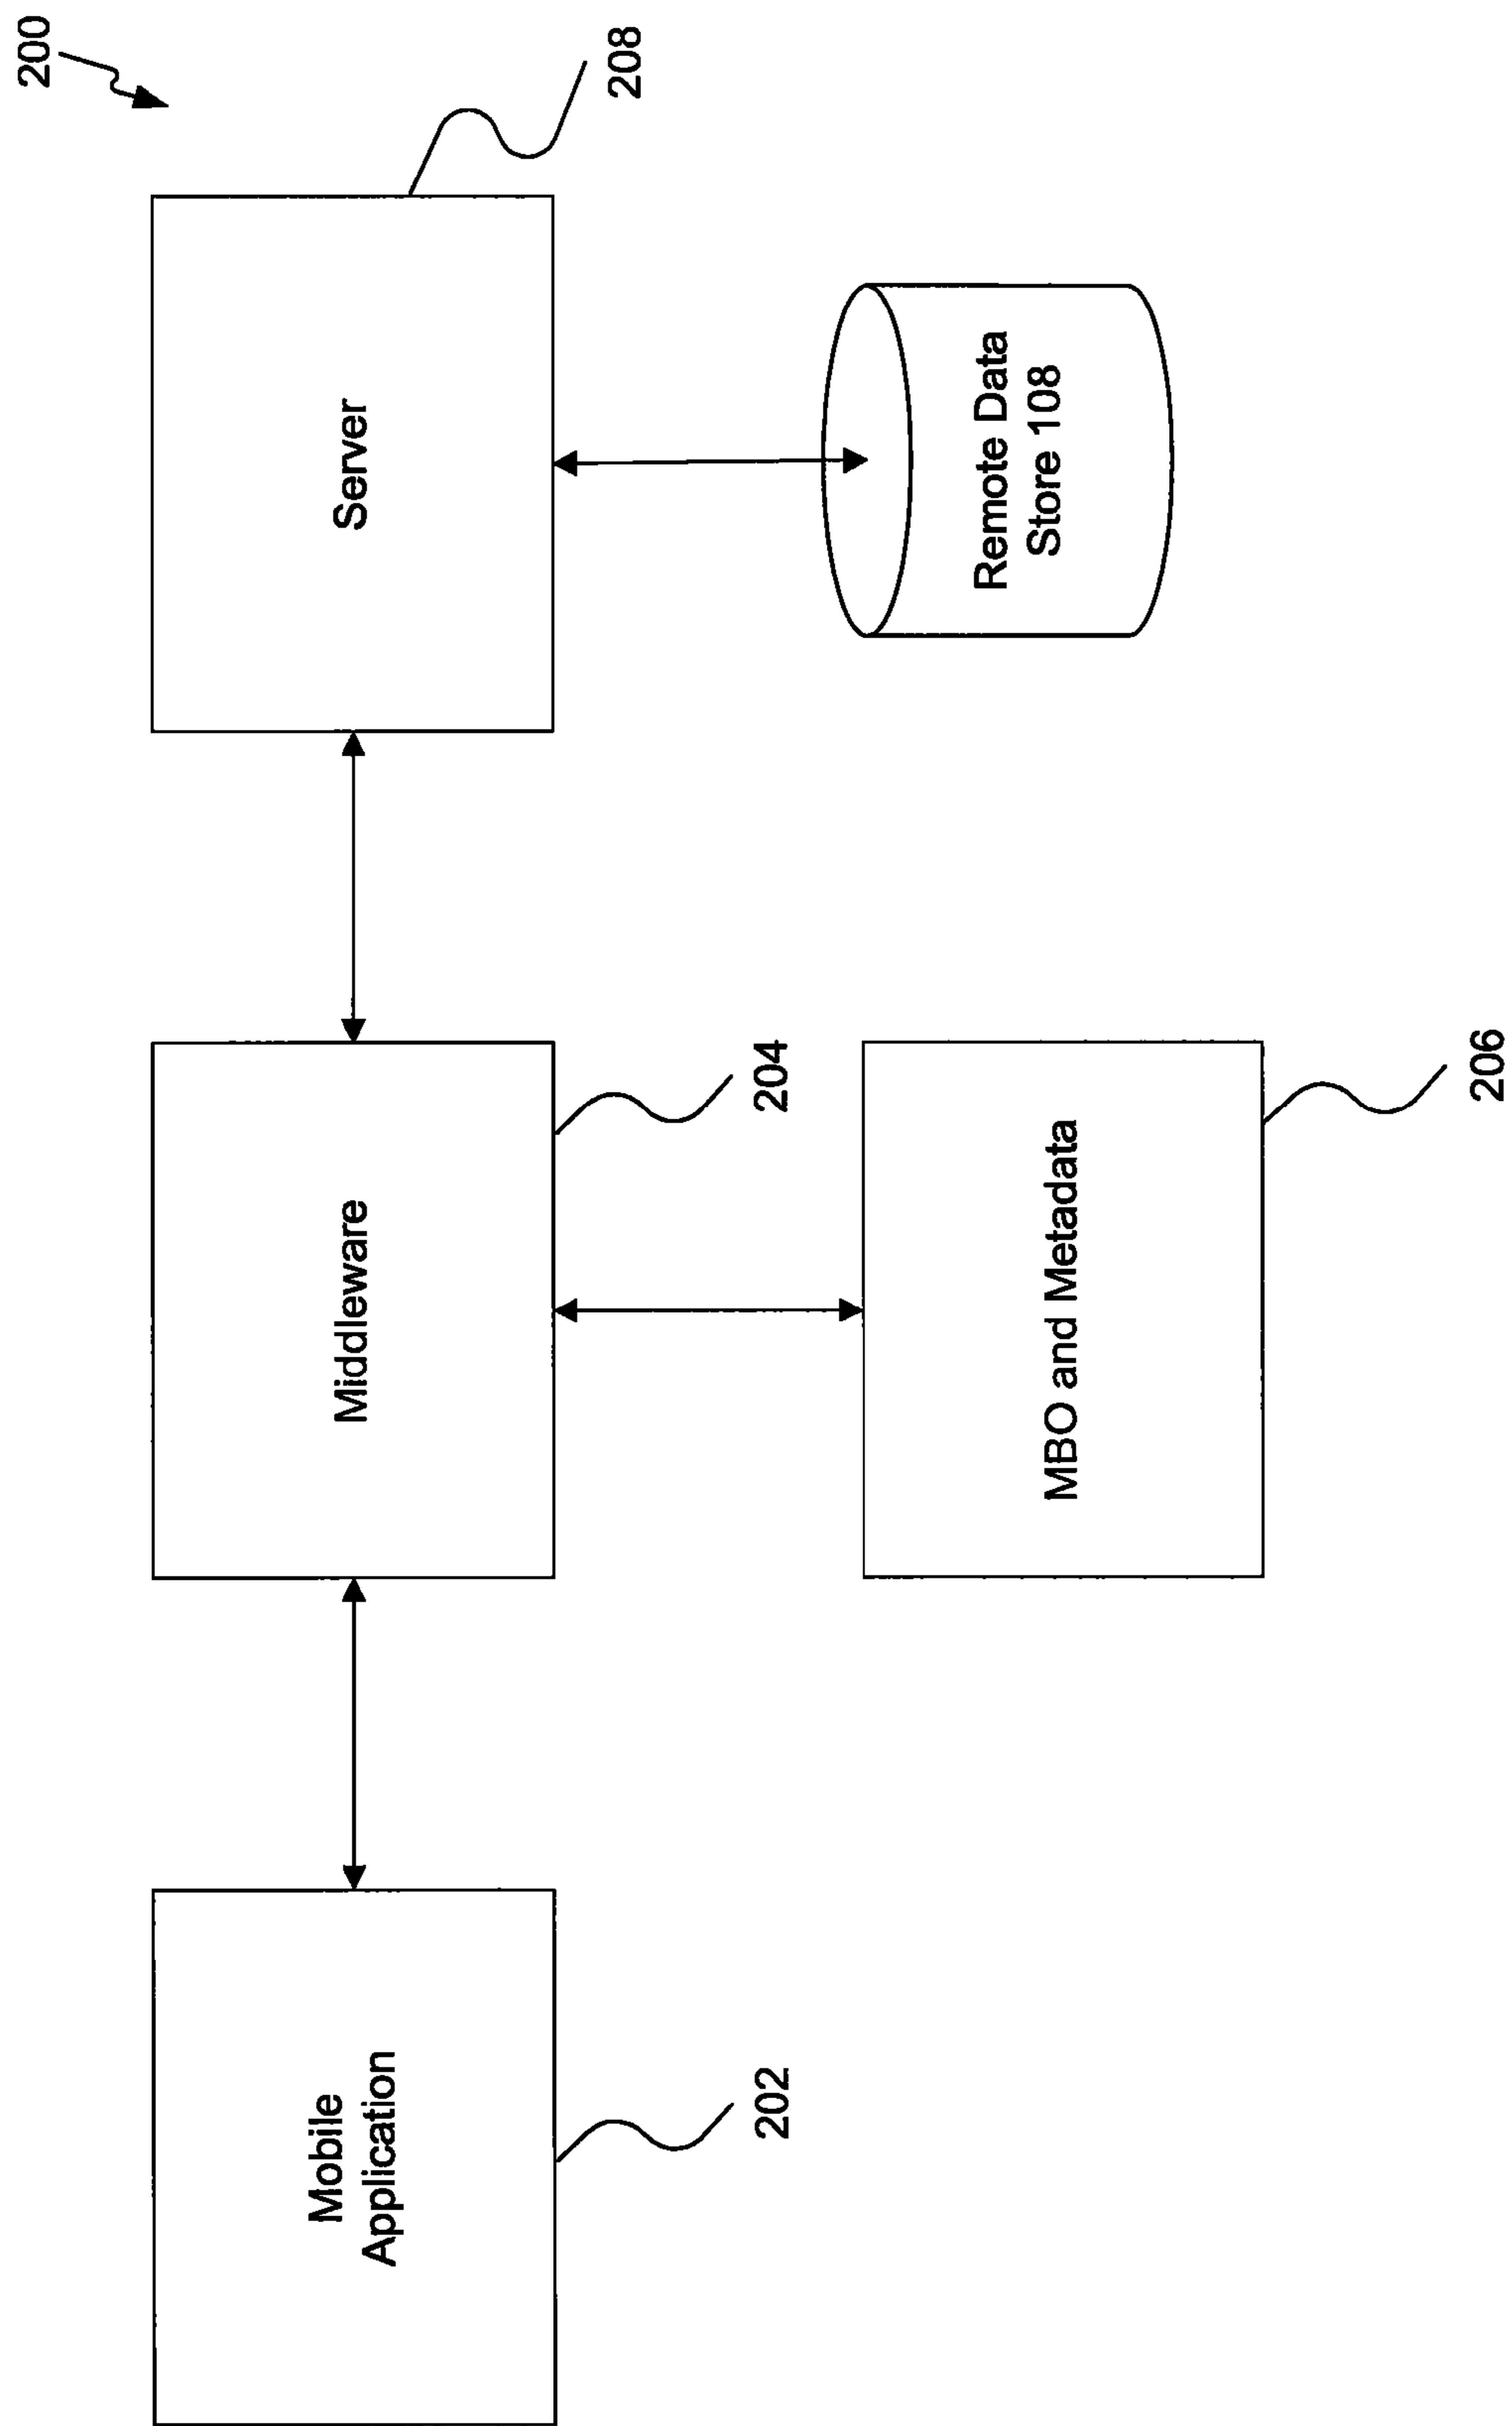 200
Mobile
Application
202
Middleware
204
MBO and Metadata
206
Server
208
Remote Data
Store 108